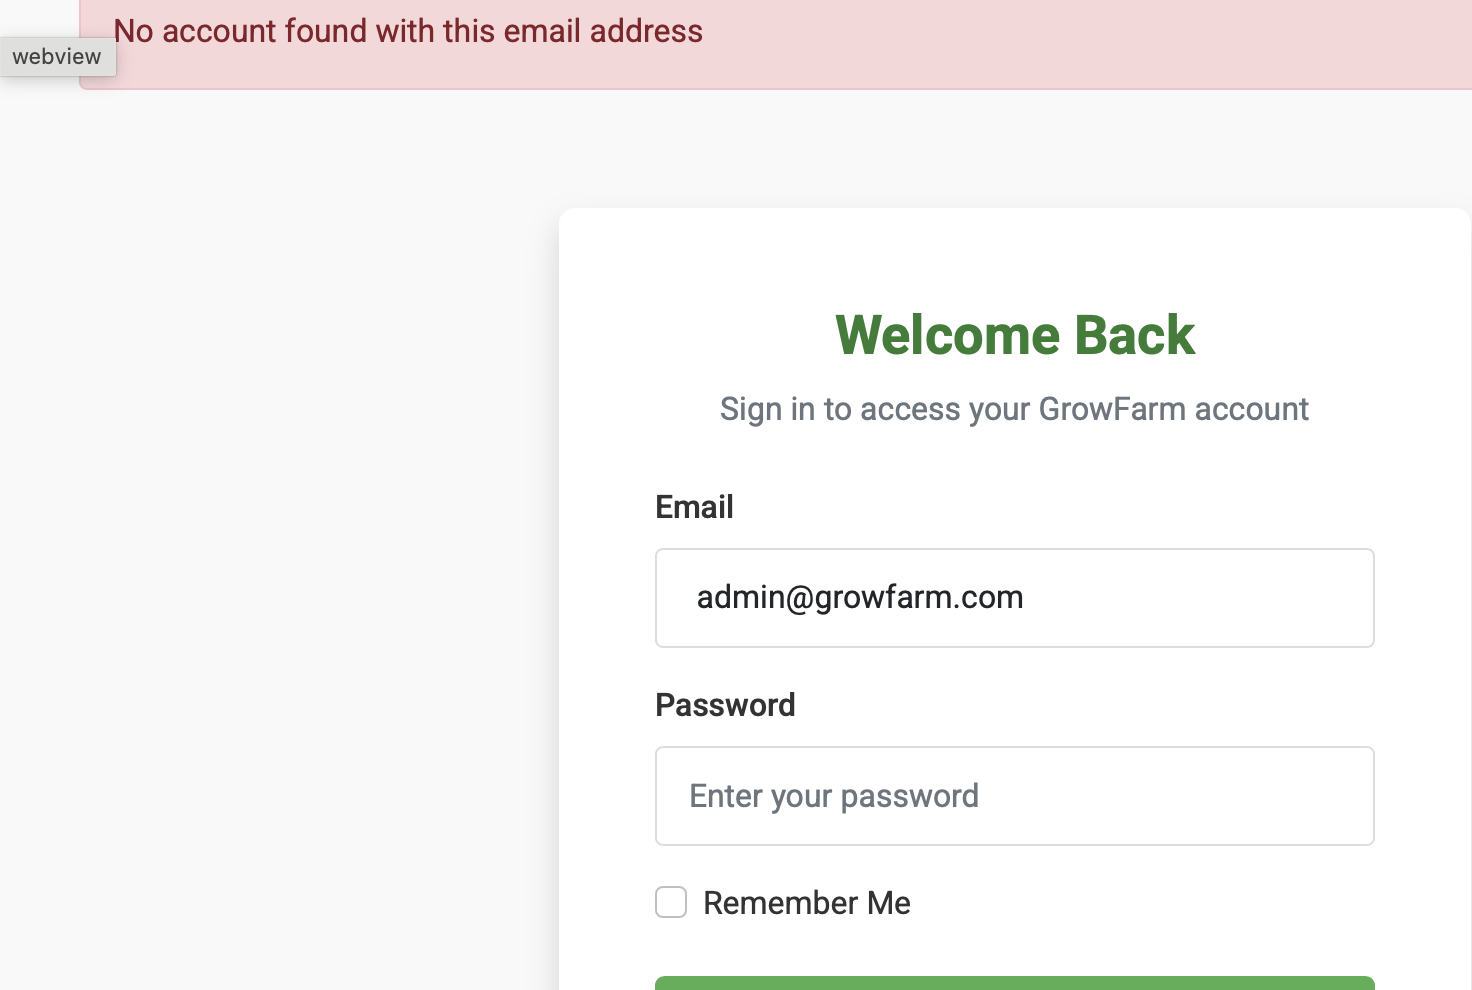 No account found with this email address
webview
Welcome Back
Sign in to access your GrowFarm account
Email
admin@growfarm.com
Password
Enter your password
Remember Me